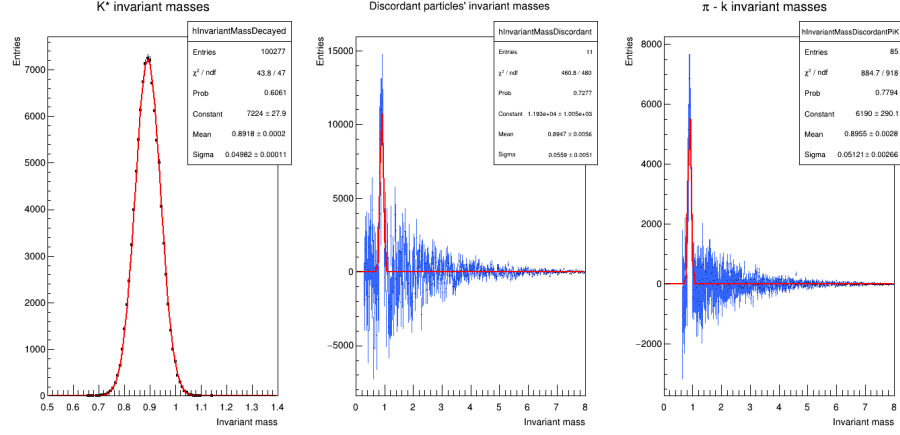 K* invariant masses
hInvariantMassDecayed
Entries 100277
χ² / ndf 43.8 / 47
Prob 0.6061
Constant 7224 ± 27.9
Mean 0.8918 ± 0.0002
Sigma 0.04982 ± 0.00011
Entries
7000
6000
5000
4000
3000
2000
1000
0
0.5 0.6 0.7 0.8 0.9 1 1.1 1.2 1.3 1.4
Invariant mass
Discordant particles' invariant masses
hInvariantMassDiscordant
Entries 11
χ² / ndf 460.8 / 480
Prob 0.7277
Constant 1.193e+04 ± 1.005e+03
Mean 0.8947 ± 0.0056
Sigma 0.0559 ± 0.0051
Entries
15000
10000
5000
0
−5000
0 1 2 3 4 5 6 7 8
Invariant mass
π - k invariant masses
hInvariantMassDiscordantPiK
Entries 85
χ² / ndf 884.7 / 918
Prob 0.7794
Constant 6190 ± 290.1
Mean 0.8955 ± 0.0028
Sigma 0.05121 ± 0.00266
Entries
8000
6000
4000
2000
0
−2000
0 1 2 3 4 5 6 7 8
Invariant mass